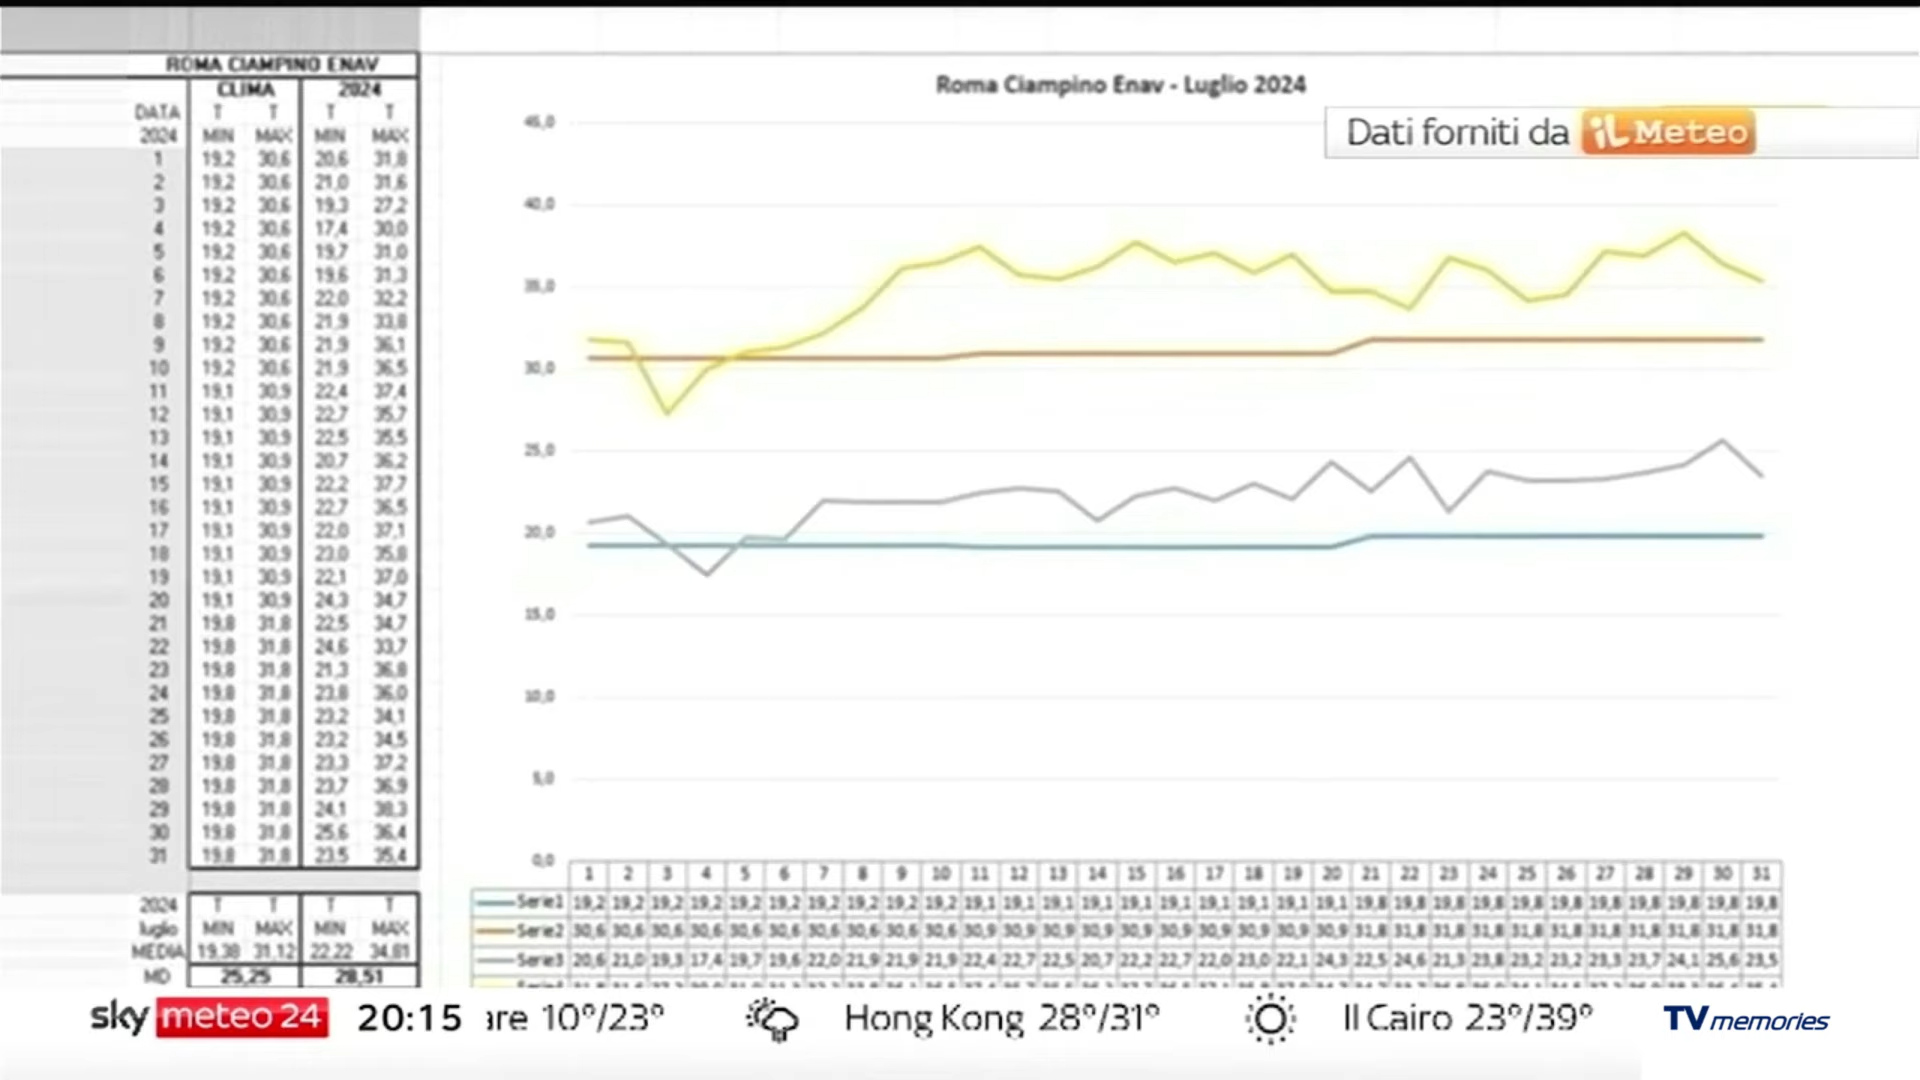 ROMA CIAMPINO ENAV
CLIMA 2024
DATA T T T T
2024 MIN MAX MIN MAX
1 19,2 30,6 20,6 31,8
2 19,2 30,6 21,0 31,6
3 19,2 30,6 19,3 27,2
4 19,2 30,6 17,4 30,0
5 19,2 30,6 19,7 31,0
6 19,2 30,6 19,6 31,3
7 19,2 30,6 22,0 32,2
8 19,2 30,6 21,9 33,8
9 19,2 30,6 21,9 36,1
10 19,2 30,6 21,9 36,5
11 19,1 30,9 22,4 37,4
12 19,1 30,9 22,7 35,7
13 19,1 30,9 22,5 35,5
14 19,1 30,9 20,7 36,2
15 19,1 30,9 22,2 37,7
16 19,1 30,9 22,7 36,5
17 19,1 30,9 22,0 37,1
18 19,1 30,9 23,0 35,8
19 19,1 30,9 22,1 37,0
20 19,1 30,9 24,3 34,7
21 19,8 31,8 22,5 34,7
22 19,8 31,8 24,6 33,7
23 19,8 31,8 21,3 36,8
24 19,8 31,8 23,8 36,0
25 19,8 31,8 23,2 34,1
26 19,8 31,8 23,2 34,5
27 19,8 31,8 23,3 37,2
28 19,8 31,8 23,7 36,9
29 19,8 31,8 24,1 38,3
30 19,8 31,8 25,6 36,4
31 19,8 31,8 23,5 35,4
2024 T T T T
luglio MIN MAX MIN MAX
MEDIA 19,38 31,12 22,22 34,81
MD 25,25 28,51
Roma Ciampino Enav - Luglio 2024
Dati forniti da iL Meteo
45,0
40,0
35,0
30,0
25,0
20,0
15,0
10,0
5,0
0,0
1 2 3 4 5 6 7 8 9 10 11 12 13 14 15 16 17 18 19 20 21 22 23 24 25 26 27 28 29 30 31
Serie1 19,2 19,2 19,2 19,2 19,2 19,2 19,2 19,2 19,2 19,2 19,1 19,1 19,1 19,1 19,1 19,1 19,1 19,1 19,1 19,1 19,8 19,8 19,8 19,8 19,8 19,8 19,8 19,8 19,8 19,8 19,8
Serie2 30,6 30,6 30,6 30,6 30,6 30,6 30,6 30,6 30,6 30,6 30,9 30,9 30,9 30,9 30,9 30,9 30,9 30,9 30,9 30,9 31,8 31,8 31,8 31,8 31,8 31,8 31,8 31,8 31,8 31,8 31,8
Serie3 20,6 21,0 19,3 17,4 19,7 19,6 22,0 21,9 21,9 21,9 22,4 22,7 22,5 20,7 22,2 22,7 22,0 23,0 22,1 24,3 22,5 24,6 21,3 23,8 23,2 23,2 23,3 23,7 24,1 25,6 23,5
sky meteo 24 20:15 are 10°/23° Hong Kong 28°/31° Il Cairo 23°/39° TV memories